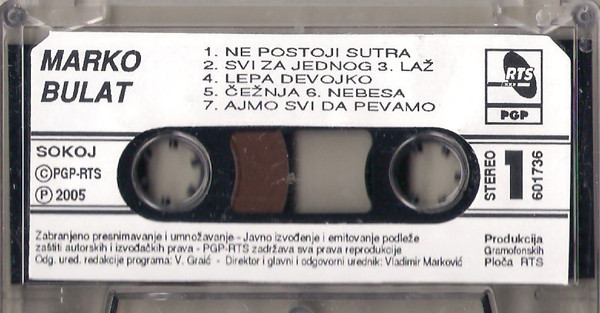 MARKO
BULAT
1. NE POSTOJI SUTRA
2. SVI ZA JEDNOG 3. LAŽ
4. LEPA DEVOJKO
5. ČEŽNJA 6. NEBESA
7. AJMO SVI DA PEVAMO
RTS
PGP
SOKOJ
ⒸPGP-RTS
Ⓟ 2005
STEREO
1
601736
Zabranjeno presnimavanje i umnožavanje - Javno izvođenje i emitovanje podleže
zaštiti autorskih i izvođačkih prava - PGP-RTS zadržava sva prava reprodukcije
Odg. ured. redakcije programa: V. Graić - Direktor i glavni i odgovorni urednik: Vladimir Marković
Produkcija
Gramofonskih
Ploča RTS